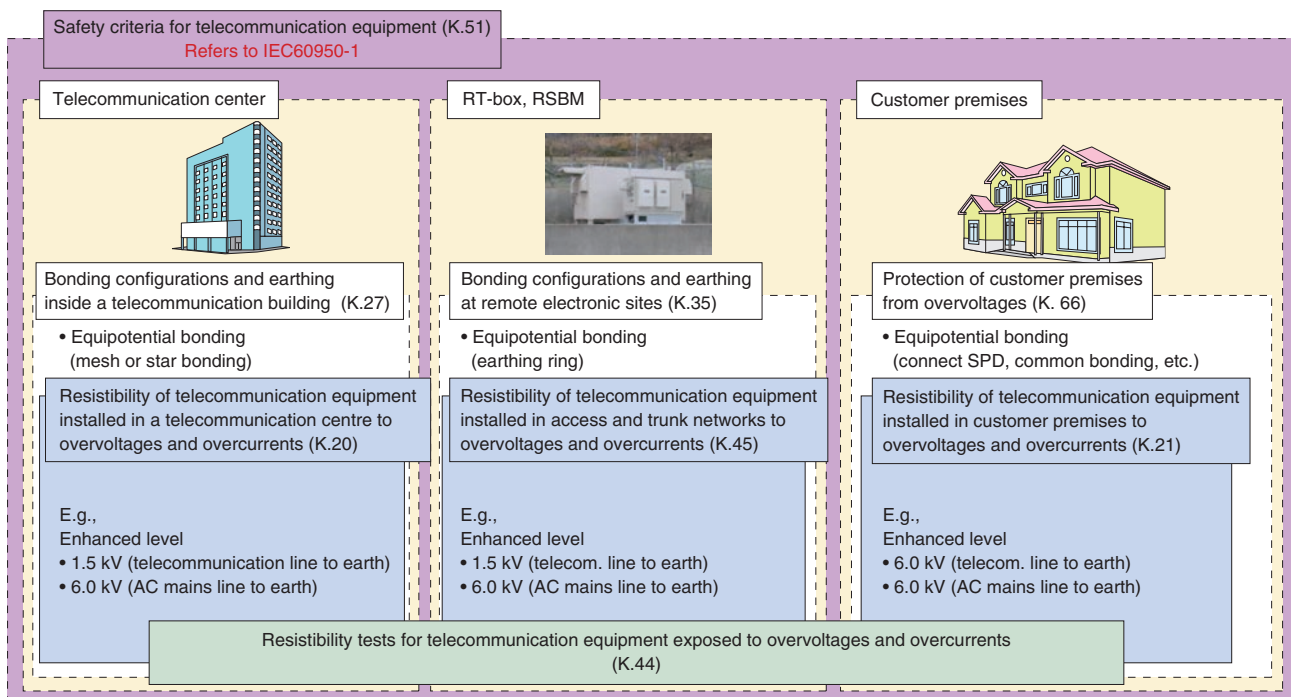 Safety criteria for telecommunication equipment (K.51)
Refers to IEC60950-1
Telecommunication center
Bonding configurations and earthing
inside a telecommunication building (K.27)
• Equipotential bonding
(mesh or star bonding)
Resistibility of telecommunication equipment
installed in a telecommunication centre to
overvoltages and overcurrents (K.20)
E.g.,
Enhanced level
• 1.5 kV (telecommunication line to earth)
• 6.0 kV (AC mains line to earth)
RT-box, RSBM
Bonding configurations and earthing
at remote electronic sites (K.35)
• Equipotential bonding
(earthing ring)
Resistibility of telecommunication equipment
installed in access and trunk networks to
overvoltages and overcurrents (K.45)
E.g.,
Enhanced level
• 1.5 kV (telecom. line to earth)
• 6.0 kV (AC mains line to earth)
Customer premises
Protection of customer premises
from overvoltages (K. 66)
• Equipotential bonding
(connect SPD, common bonding, etc.)
Resistibility of telecommunication equipment
installed in customer premises to
overvoltages and overcurrents (K.21)
E.g.,
Enhanced level
• 6.0 kV (telecom. line to earth)
• 6.0 kV (AC mains line to earth)
Resistibility tests for telecommunication equipment exposed to overvoltages and overcurrents
(K.44)